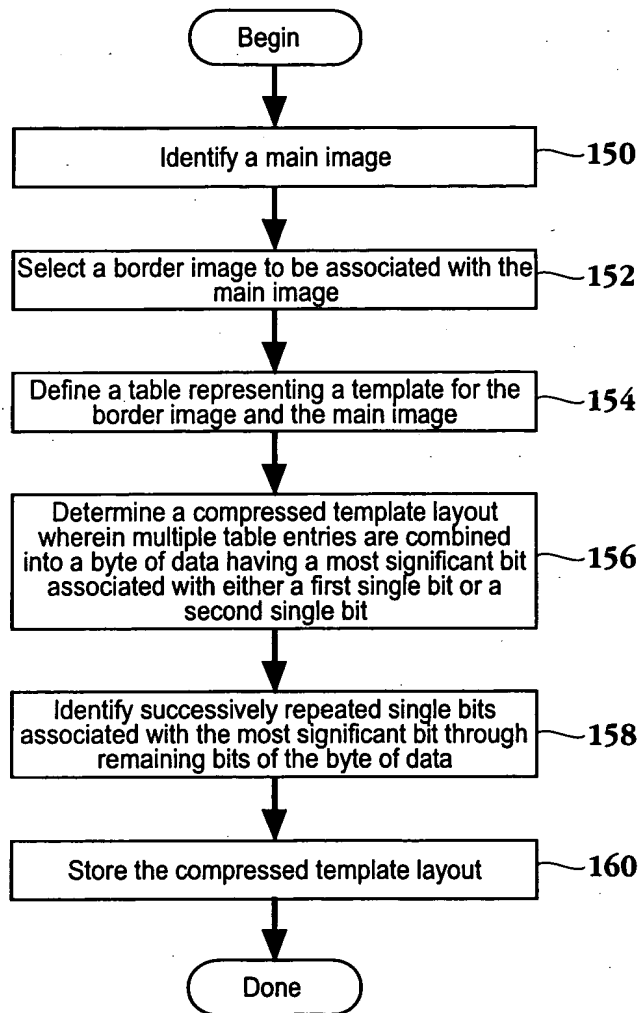 Begin
Identify a main image
150
Select a border image to be associated with the
main image
152
Define a table representing a template for the
border image and the main image
154
Determine a compressed template layout
wherein multiple table entries are combined
into a byte of data having a most significant bit
associated with either a first single bit or a
second single bit
156
Identify successively repeated single bits
associated with the most significant bit through
remaining bits of the byte of data
158
Store the compressed template layout
160
Done